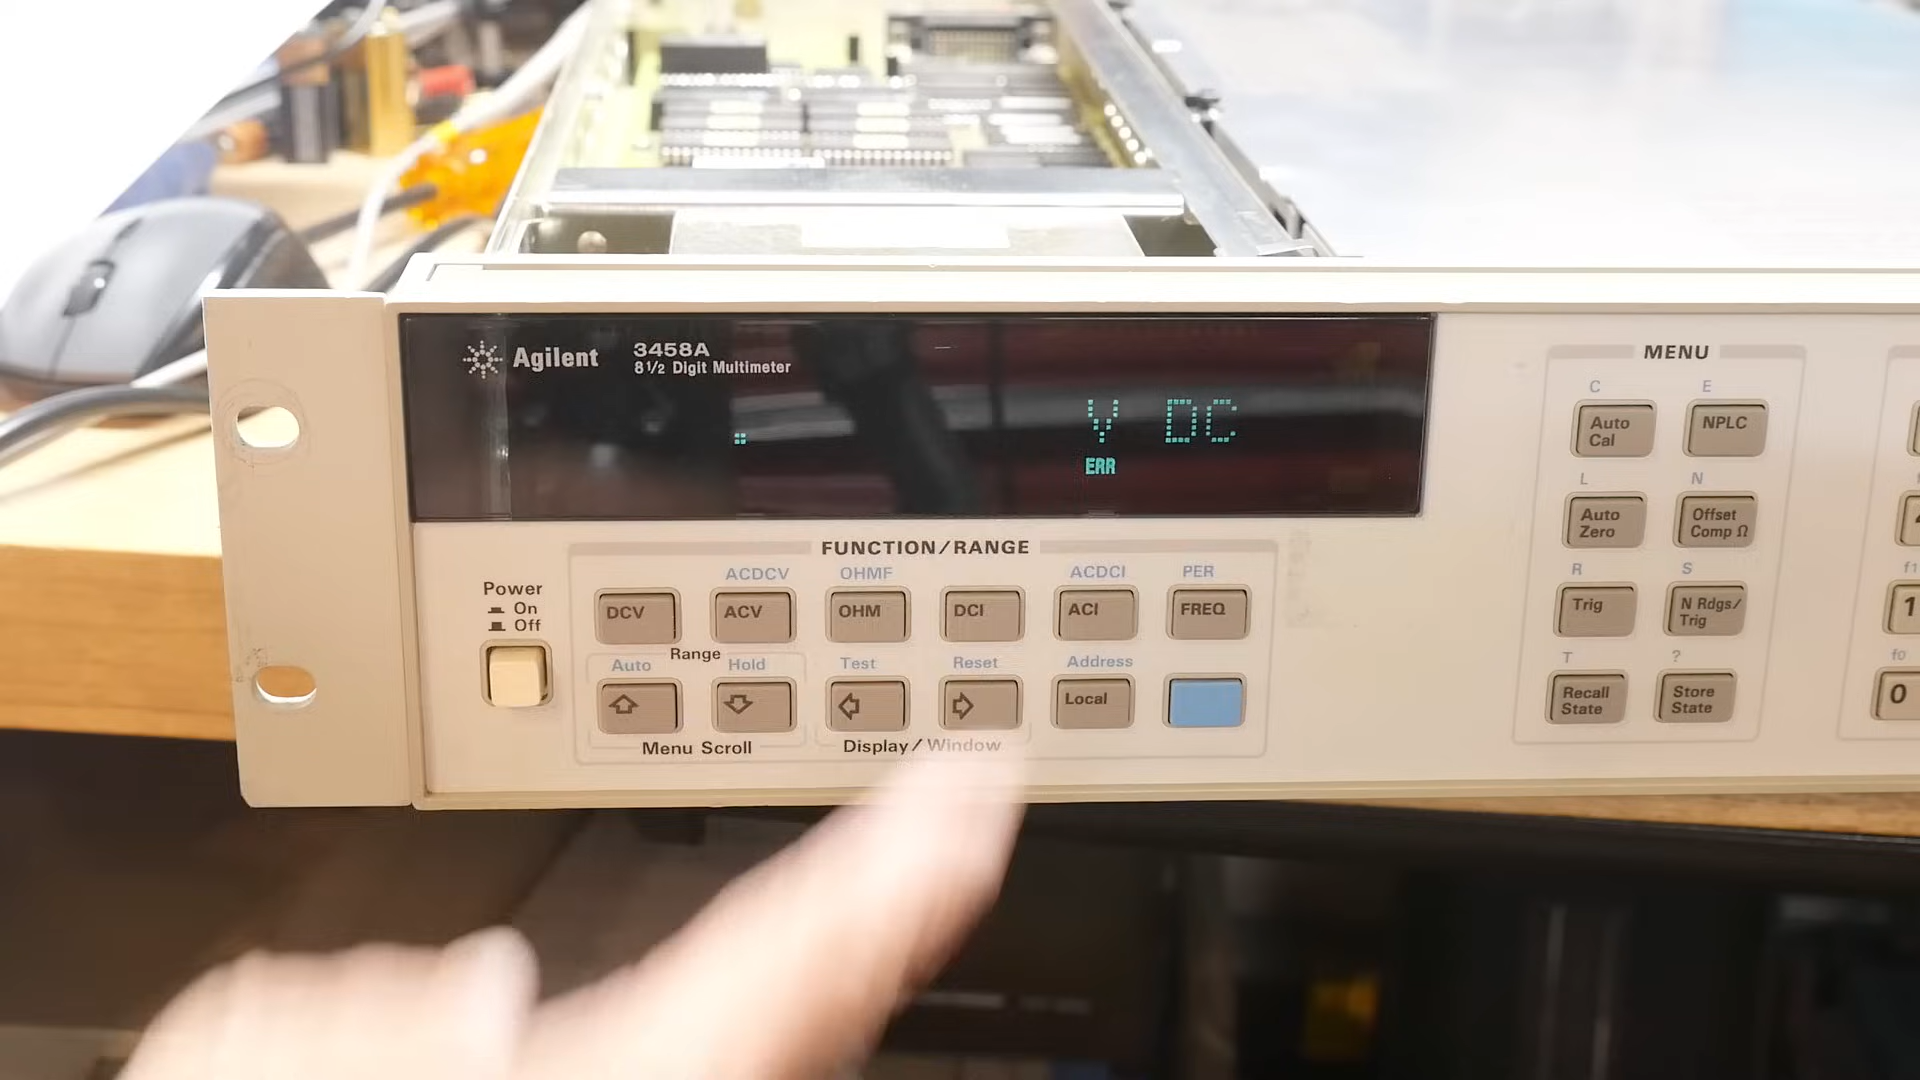 Agilent
3458A
8½ Digit Multimeter
. V DC
ERR
FUNCTION/RANGE
Power
On
Off
ACDCV
OHMF
ACDCI
PER
DCV
ACV
OHM
DCI
ACI
FREQ
Range
Auto
Hold
Test
Reset
Address
Local
Menu Scroll
Display/Window
MENU
C
E
Auto Cal
NPLC
L
N
Auto Zero
Offset Comp Ω
R
S
Trig
N Rdgs/ Trig
T
?
Recall State
Store State
f1
1
f0
0